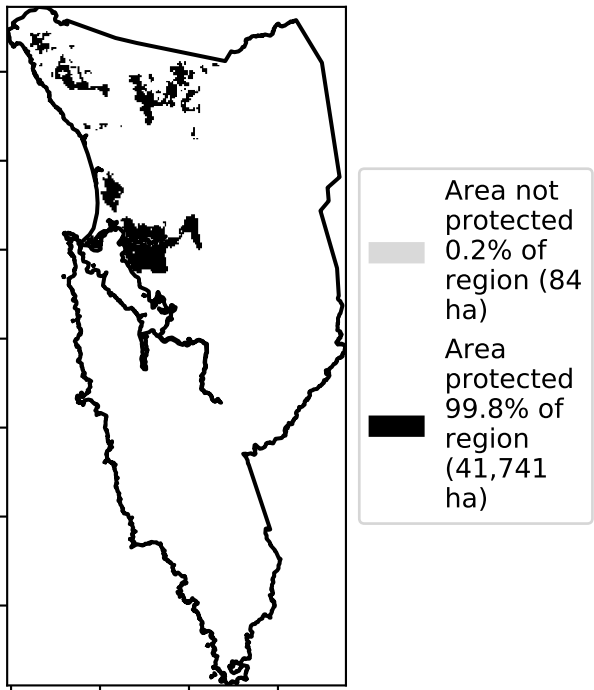 Area not
protected
0.2% of
region (84
ha)
Area
protected
99.8% of
region
(41,741
ha)